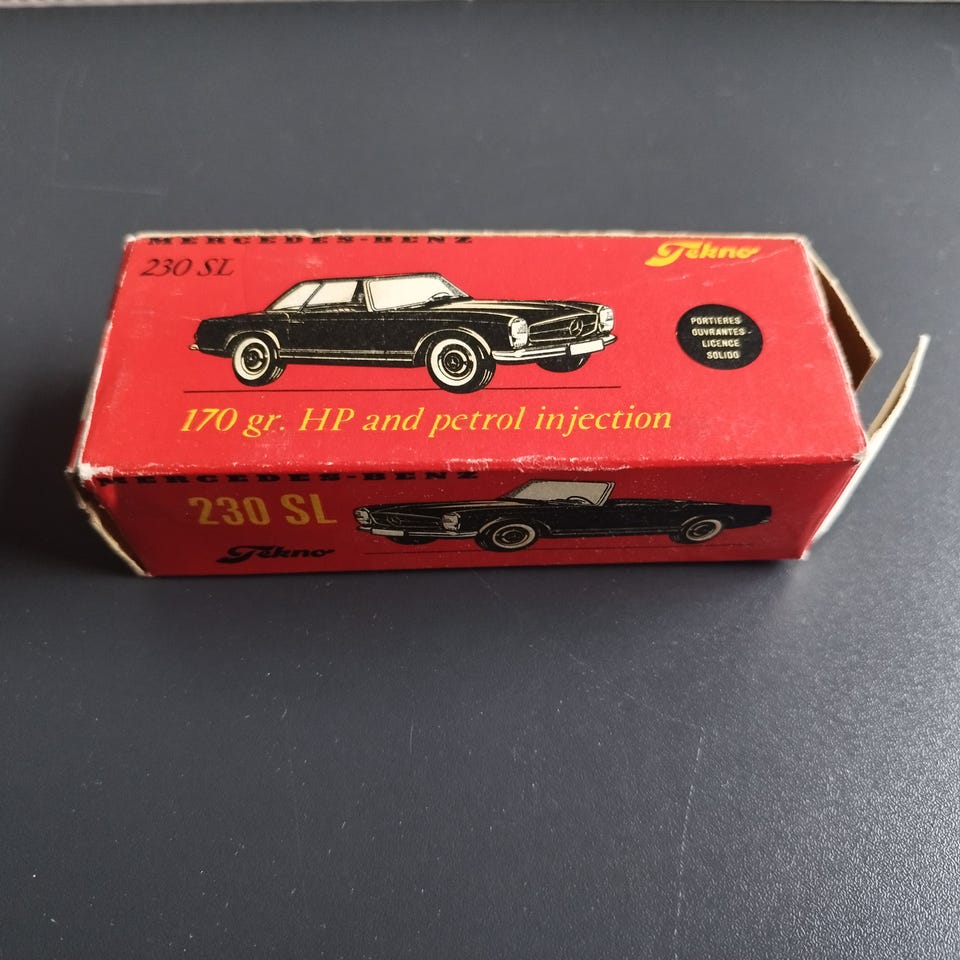 MERCEDES-BENZ
230 SL
Tekno
PORTIÈRES
OUVRANTES -
LICENCE
SOLIDO
170 gr. HP and petrol injection
MERCEDES-BENZ
230 SL
Tekno